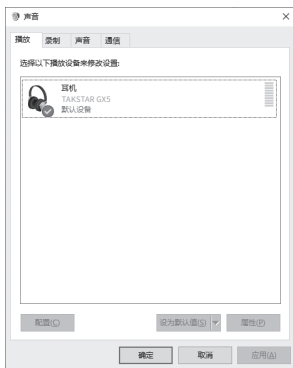 声音
播放 录制 声音 通信
选择以下播放设备来修改设置:
耳机
TAKSTAR GX5
默认设备
配置(C) 设为默认值(S) 属性(P)
确定 取消 应用(A)